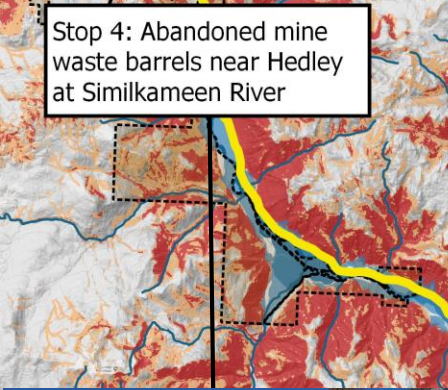 Stop 4: Abandoned mine
waste barrels near Hedley
at Similkameen River